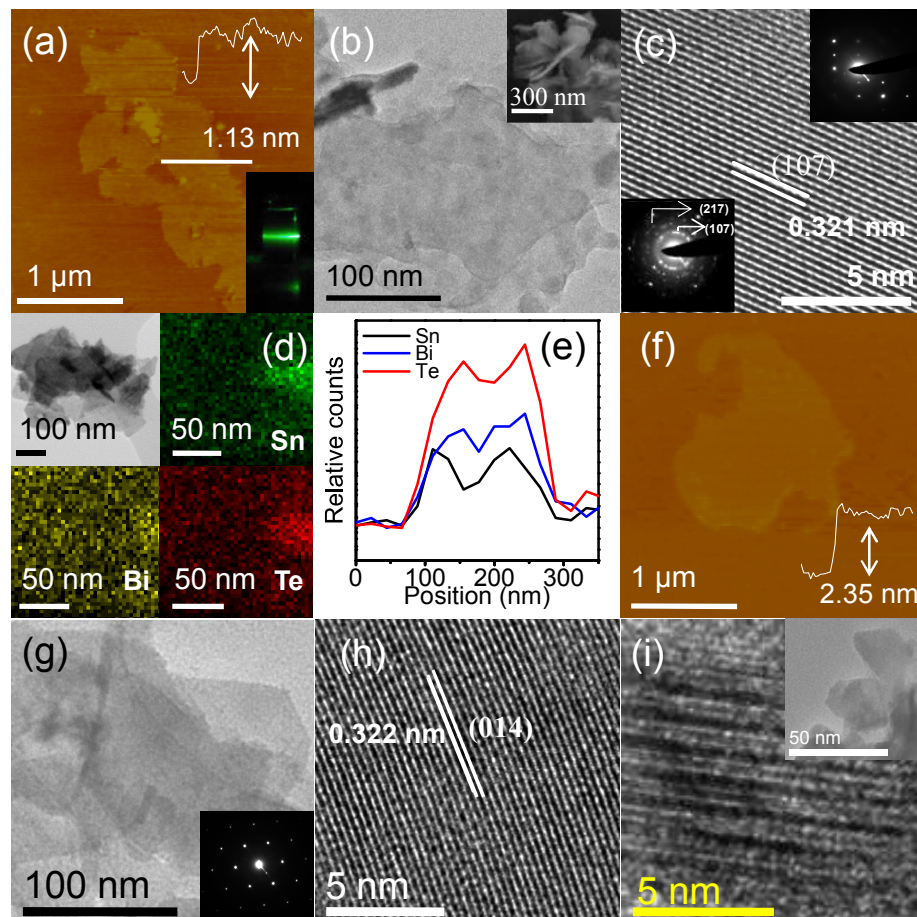 (a)
1.13 nm
1 μm
(b)
300 nm
100 nm
(c)
(107)
0.321 nm
(217)
(107)
5 nm
(d)
100 nm
50 nm
Sn
50 nm
Bi
50 nm
Te
(e)
Sn
Bi
Te
Relative counts
0 100 200 300
Position (nm)
(f)
1 μm
2.35 nm
(g)
100 nm
(h)
0.322 nm
(014)
5 nm
(i)
50 nm
5 nm